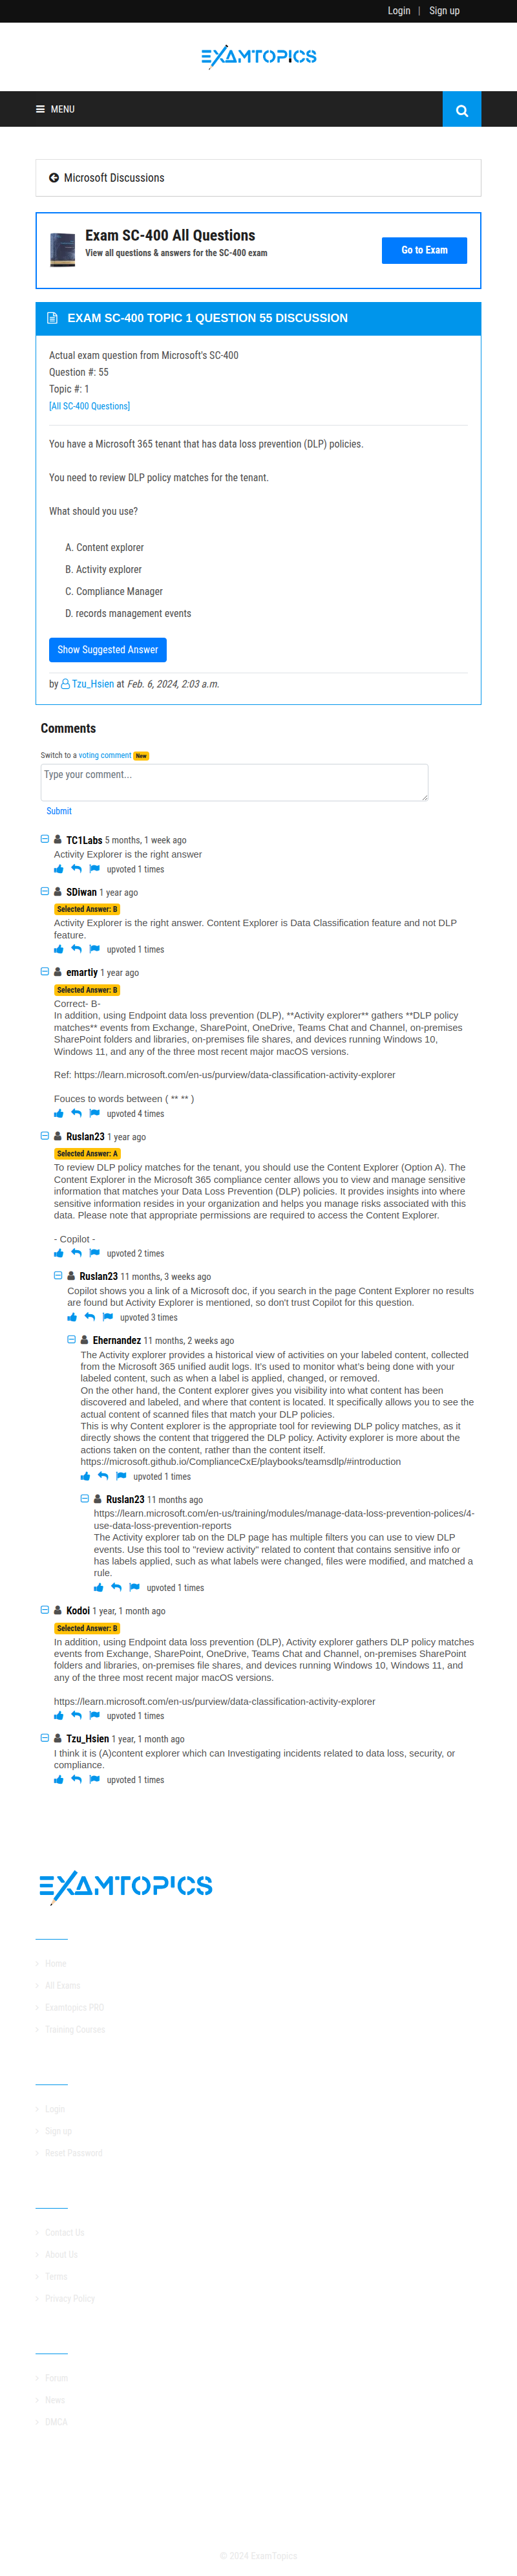 Login | Sign up
EXAMTOPICS
MENU
Microsoft Discussions
Exam SC-400 All Questions
View all questions & answers for the SC-400 exam
Go to Exam
EXAM SC-400 TOPIC 1 QUESTION 55 DISCUSSION
Actual exam question from Microsoft's SC-400
Question #: 55
Topic #: 1
[All SC-400 Questions]
You have a Microsoft 365 tenant that has data loss prevention (DLP) policies.
You need to review DLP policy matches for the tenant.
What should you use?
A. Content explorer
B. Activity explorer
C. Compliance Manager
D. records management events
Show Suggested Answer
by Tzu_Hsien at Feb. 6, 2024, 2:03 a.m.
Comments
Switch to a voting comment New
Type your comment...
Submit
TC1Labs 5 months, 1 week ago
Activity Explorer is the right answer
upvoted 1 times
SDiwan 1 year ago
Selected Answer: B
Activity Explorer is the right answer. Content Explorer is Data Classification feature and not DLP
feature.
upvoted 1 times
emartiy 1 year ago
Selected Answer: B
Correct- B-
In addition, using Endpoint data loss prevention (DLP), **Activity explorer** gathers **DLP policy
matches** events from Exchange, SharePoint, OneDrive, Teams Chat and Channel, on-premises
SharePoint folders and libraries, on-premises file shares, and devices running Windows 10,
Windows 11, and any of the three most recent major macOS versions.
Ref: https://learn.microsoft.com/en-us/purview/data-classification-activity-explorer
Fouces to words between ( ** ** )
upvoted 4 times
Ruslan23 1 year ago
Selected Answer: A
To review DLP policy matches for the tenant, you should use the Content Explorer (Option A). The
Content Explorer in the Microsoft 365 compliance center allows you to view and manage sensitive
information that matches your Data Loss Prevention (DLP) policies. It provides insights into where
sensitive information resides in your organization and helps you manage risks associated with this
data. Please note that appropriate permissions are required to access the Content Explorer.
- Copilot -
upvoted 2 times
Ruslan23 11 months, 3 weeks ago
Copilot shows you a link of a Microsoft doc, if you search in the page Content Explorer no results
are found but Activity Explorer is mentioned, so don't trust Copilot for this question.
upvoted 3 times
Ehernandez 11 months, 2 weeks ago
The Activity explorer provides a historical view of activities on your labeled content, collected
from the Microsoft 365 unified audit logs. It's used to monitor what's being done with your
labeled content, such as when a label is applied, changed, or removed.
On the other hand, the Content explorer gives you visibility into what content has been
discovered and labeled, and where that content is located. It specifically allows you to see the
actual content of scanned files that match your DLP policies.
This is why Content explorer is the appropriate tool for reviewing DLP policy matches, as it
directly shows the content that triggered the DLP policy. Activity explorer is more about the
actions taken on the content, rather than the content itself.
https://microsoft.github.io/ComplianceCxE/playbooks/teamsdlp/#introduction
upvoted 1 times
Ruslan23 11 months ago
https://learn.microsoft.com/en-us/training/modules/manage-data-loss-prevention-polices/4-
use-data-loss-prevention-reports
The Activity explorer tab on the DLP page has multiple filters you can use to view DLP
events. Use this tool to "review activity" related to content that contains sensitive info or
has labels applied, such as what labels were changed, files were modified, and matched a
rule.
upvoted 1 times
Kodoi 1 year, 1 month ago
Selected Answer: B
In addition, using Endpoint data loss prevention (DLP), Activity explorer gathers DLP policy matches
events from Exchange, SharePoint, OneDrive, Teams Chat and Channel, on-premises SharePoint
folders and libraries, on-premises file shares, and devices running Windows 10, Windows 11, and
any of the three most recent major macOS versions.
https://learn.microsoft.com/en-us/purview/data-classification-activity-explorer
upvoted 1 times
Tzu_Hsien 1 year, 1 month ago
I think it is (A)content explorer which can Investigating incidents related to data loss, security, or
compliance.
upvoted 1 times
EXAMTOPICS
Home
All Exams
Examtopics PRO
Training Courses
Login
Sign up
Reset Password
Contact Us
About Us
Terms
Privacy Policy
Forum
News
DMCA
© 2024 ExamTopics